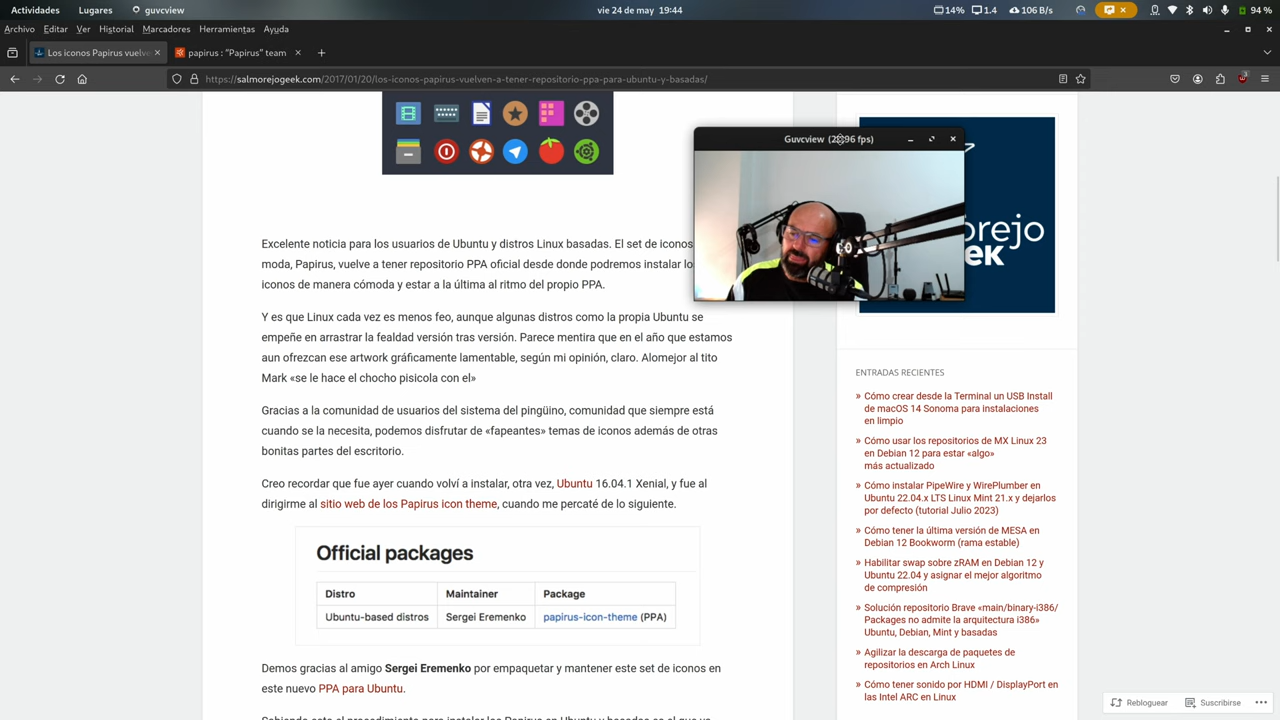 Actividades Lugares guvcview vie 24 de may 19:44 14% 1.4 106 B/s 94 %
Archivo Editar Ver Historial Marcadores Herramientas Ayuda
Los iconos Papirus vuelve papirus : “Papirus” team
https://salmorejogeek.com/2017/01/20/los-iconos-papirus-vuelven-a-tener-repositorio-ppa-para-ubuntu-y-basadas/
Guvcview 96 fps)
Excelente noticia para los usuarios de Ubuntu y distros Linux basadas. El set de iconos
moda, Papirus, vuelve a tener repositorio PPA oficial desde donde podremos instalar
iconos de manera cómoda y estar a la última al ritmo del propio PPA.
Y es que Linux cada vez es menos feo, aunque algunas distros como la propia Ubuntu se
empeñe en arrastrar la fealdad versión tras versión. Parece mentira que en el año que estamos
aun ofrezcan ese artwork gráficamente lamentable, según mi opinión, claro. Alomejor al tito
Mark «se le hace el chocho pisicola con el»
Gracias a la comunidad de usuarios del sistema del pingüino, comunidad que siempre está
cuando se la necesita, podemos disfrutar de «fapeantes» temas de iconos además de otras
bonitas partes del escritorio.
Creo recordar que fue ayer cuando volví a instalar, otra vez, Ubuntu 16.04.1 Xenial, y fue al
dirigirme al sitio web de los Papirus icon theme, cuando me percaté de lo siguiente.
Official packages
Distro Maintainer Package
Ubuntu-based distros Sergei Eremenko papirus-icon-theme (PPA)
Demos gracias al amigo Sergei Eremenko por empaquetar y mantener este set de iconos en
este nuevo PPA para Ubuntu.
orejo
ek
ENTRADAS RECIENTES
» Cómo crear desde la Terminal un USB Install
de macOS 14 Sonoma para instalaciones
en limpio
» Cómo usar los repositorios de MX Linux 23
en Debian 12 para estar «algo»
más actualizado
» Cómo instalar PipeWire y WirePlumber en
Ubuntu 22.04.x LTS Linux Mint 21.x y dejarlos
por defecto (tutorial Julio 2023)
» Cómo tener la última versión de MESA en
Debian 12 Bookworm (rama estable)
» Habilitar swap sobre zRAM en Debian 12 y
Ubuntu 22.04 y asignar el mejor algoritmo
de compresión
» Solución repositorio Brave «main/binary-i386/
Packages no admite la arquitectura i386»
Ubuntu, Debian, Mint y basadas
» Agilizar la descarga de paquetes de
repositorios en Arch Linux
» Cómo tener sonido por HDMI / DisplayPort en
las Intel ARC en Linux
Rebloguear Suscribirse